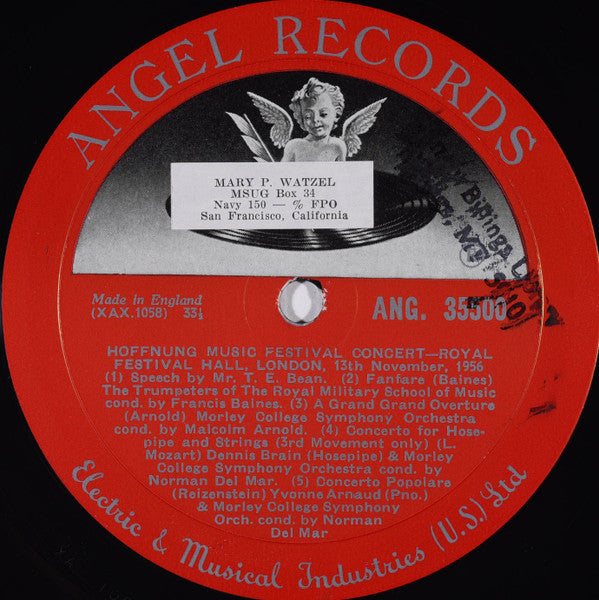 ANGEL RECORDS
MARY P. WATZEL
MSUG Box 34
Navy 150 — % FPO
San Francisco, California
Billings
Made in England
(XAX.1058) 33⅓
ANG. 35500
HOFFNUNG MUSIC FESTIVAL CONCERT—ROYAL
FESTIVAL HALL, LONDON, 13th November, 1956
(1) Speech by Mr. T. E. Bean. (2) Fanfare (Baines)
The Trumpeters of The Royal Military School of Music
cond. by Francis Baines. (3) A Grand Grand Overture
(Arnold) Morley College Symphony Orchestra
cond. by Malcolm Arnold. (4) Concerto for Hose-
pipe and Strings (3rd Movement only) (L.
Mozart) Dennis Brain (Hosepipe) & Morley
College Symphony Orchestra cond. by
Norman Del Mar. (5) Concerto Popolare
(Reizenstein) Yvonne Arnaud (Pno.)
& Morley College Symphony
Orch. cond. by Norman
Del Mar
Electric & Musical Industries (U.S.) Ltd